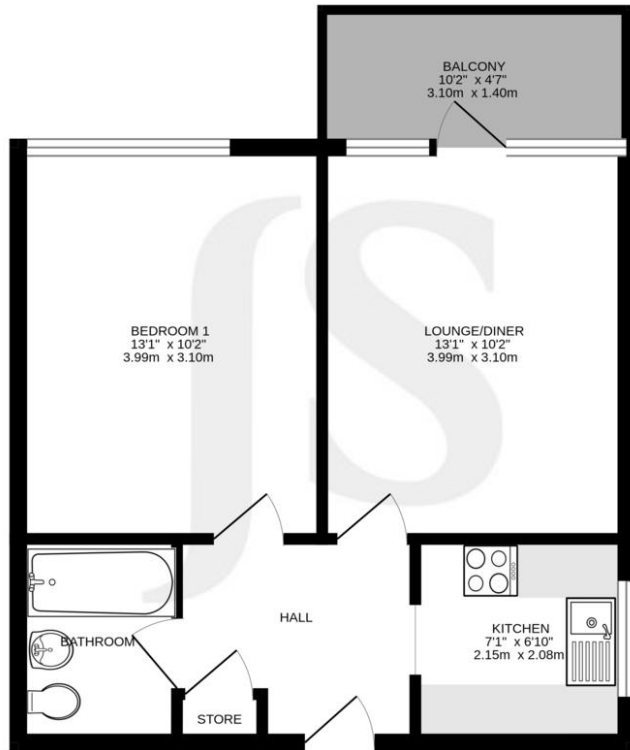 BALCONY
10'2" x 4'7"
3.10m x 1.40m
BEDROOM 1
13'1" x 10'2"
3.99m x 3.10m
LOUNGE/DINER
13'1" x 10'2"
3.99m x 3.10m
JS
HALL
BATHROOM
KITCHEN
7'1" x 6'10"
2.15m x 2.08m
STORE